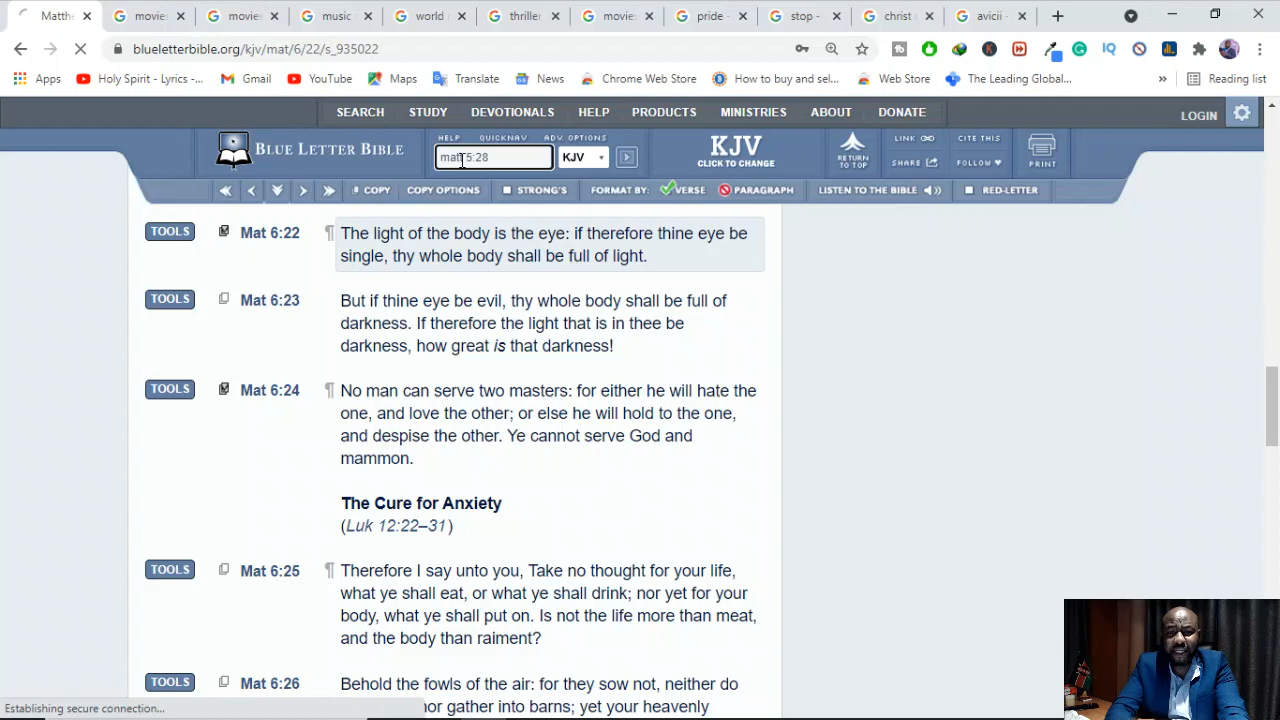 Matthe
movie:
movie:
music
world
thriller
movie:
pride -
stop -
christ
avicii -
blueletterbible.org/kjv/mat/6/22/s_935022
Apps
Holy Spirit - Lyrics -...
Gmail
YouTube
Maps
Translate
News
Chrome Web Store
How to buy and sel...
Web Store
The Leading Global...
»
Reading list
SEARCH
STUDY
DEVOTIONALS
HELP
PRODUCTS
MINISTRIES
ABOUT
DONATE
LOGIN
BLUE LETTER BIBLE
HELP
QUICKNAV
ADV. OPTIONS
mat 5:28
KJV
KJV
CLICK TO CHANGE
RETURN
TO TOP
LINK
CITE THIS
SHARE
FOLLOW
PRINT
COPY
COPY OPTIONS
STRONG'S
FORMAT BY:
VERSE
PARAGRAPH
LISTEN TO THE BIBLE
RED-LETTER
TOOLS
Mat 6:22
¶ The light of the body is the eye: if therefore thine eye be
single, thy whole body shall be full of light.
TOOLS
Mat 6:23
But if thine eye be evil, thy whole body shall be full of
darkness. If therefore the light that is in thee be
darkness, how great is that darkness!
TOOLS
Mat 6:24
¶ No man can serve two masters: for either he will hate the
one, and love the other; or else he will hold to the one,
and despise the other. Ye cannot serve God and
mammon.
The Cure for Anxiety
(Luk 12:22–31)
TOOLS
Mat 6:25
¶ Therefore I say unto you, Take no thought for your life,
what ye shall eat, or what ye shall drink; nor yet for your
body, what ye shall put on. Is not the life more than meat,
and the body than raiment?
TOOLS
Mat 6:26
Behold the fowls of the air: for they sow not, neither do
nor gather into barns; yet your heavenly
Establishing secure connection...